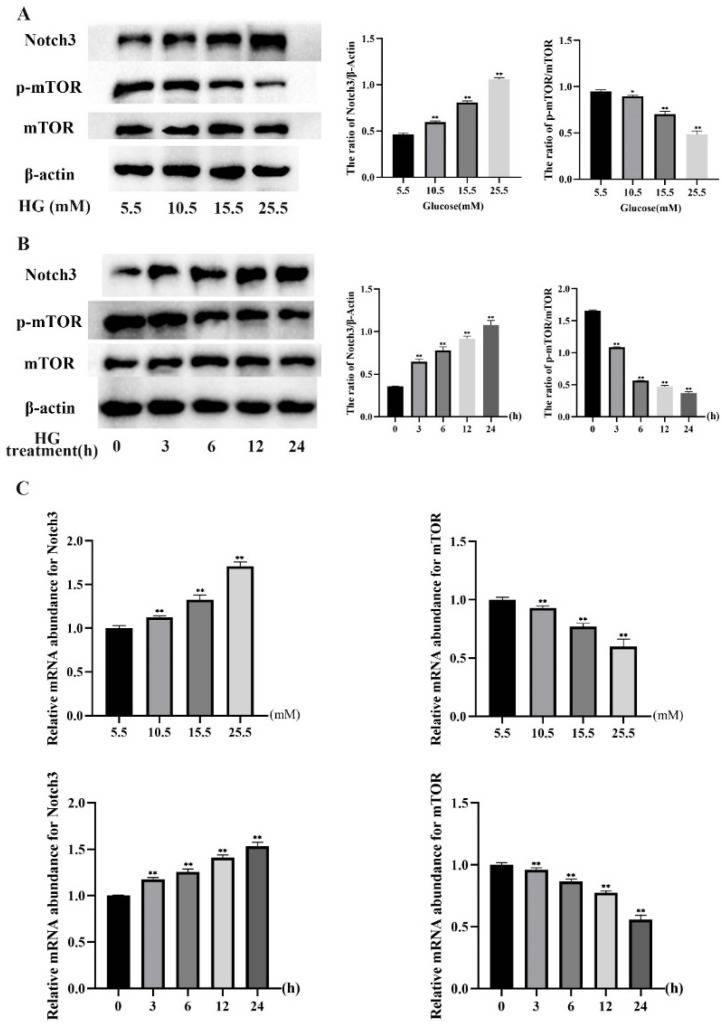 A
Notch3
p-mTOR
mTOR
β-actin
HG (mM)
5.5 10.5 15.5 25.5
The ratio of Notch3/β-Actin
1.5
1.0
0.5
0.0
** ** **
5.5 10.5 15.5 25.5
Glucose(mM)
The ratio of p-mTOR/mTOR
1.5
1.0
0.5
0.0
* ** **
5.5 10.5 15.5 25.5
Glucose(mM)
B
Notch3
p-mTOR
mTOR
β-actin
HG
treatment(h)
0 3 6 12 24
The ratio of Notch3/β-Actin
1.5
1.0
0.5
0.0
** ** ** **
0 3 6 12 24 (h)
The ratio of p-mTOR/mTOR
2.0
1.5
1.0
0.5
0.0
** ** ** **
0 3 6 12 24 (h)
C
Relative mRNA abundance for Notch3
2.0
1.5
1.0
0.5
0.0
** ** **
5.5 10.5 15.5 25.5 (mM)
Relative mRNA abundance for mTOR
1.5
1.0
0.5
0.0
** ** **
5.5 10.5 15.5 25.5 (mM)
Relative mRNA abundance for Notch3
2.0
1.5
1.0
0.5
0.0
** ** ** **
0 3 6 12 24 (h)
Relative mRNA abundance for mTOR
1.5
1.0
0.5
0.0
** ** ** **
0 3 6 12 24 (h)